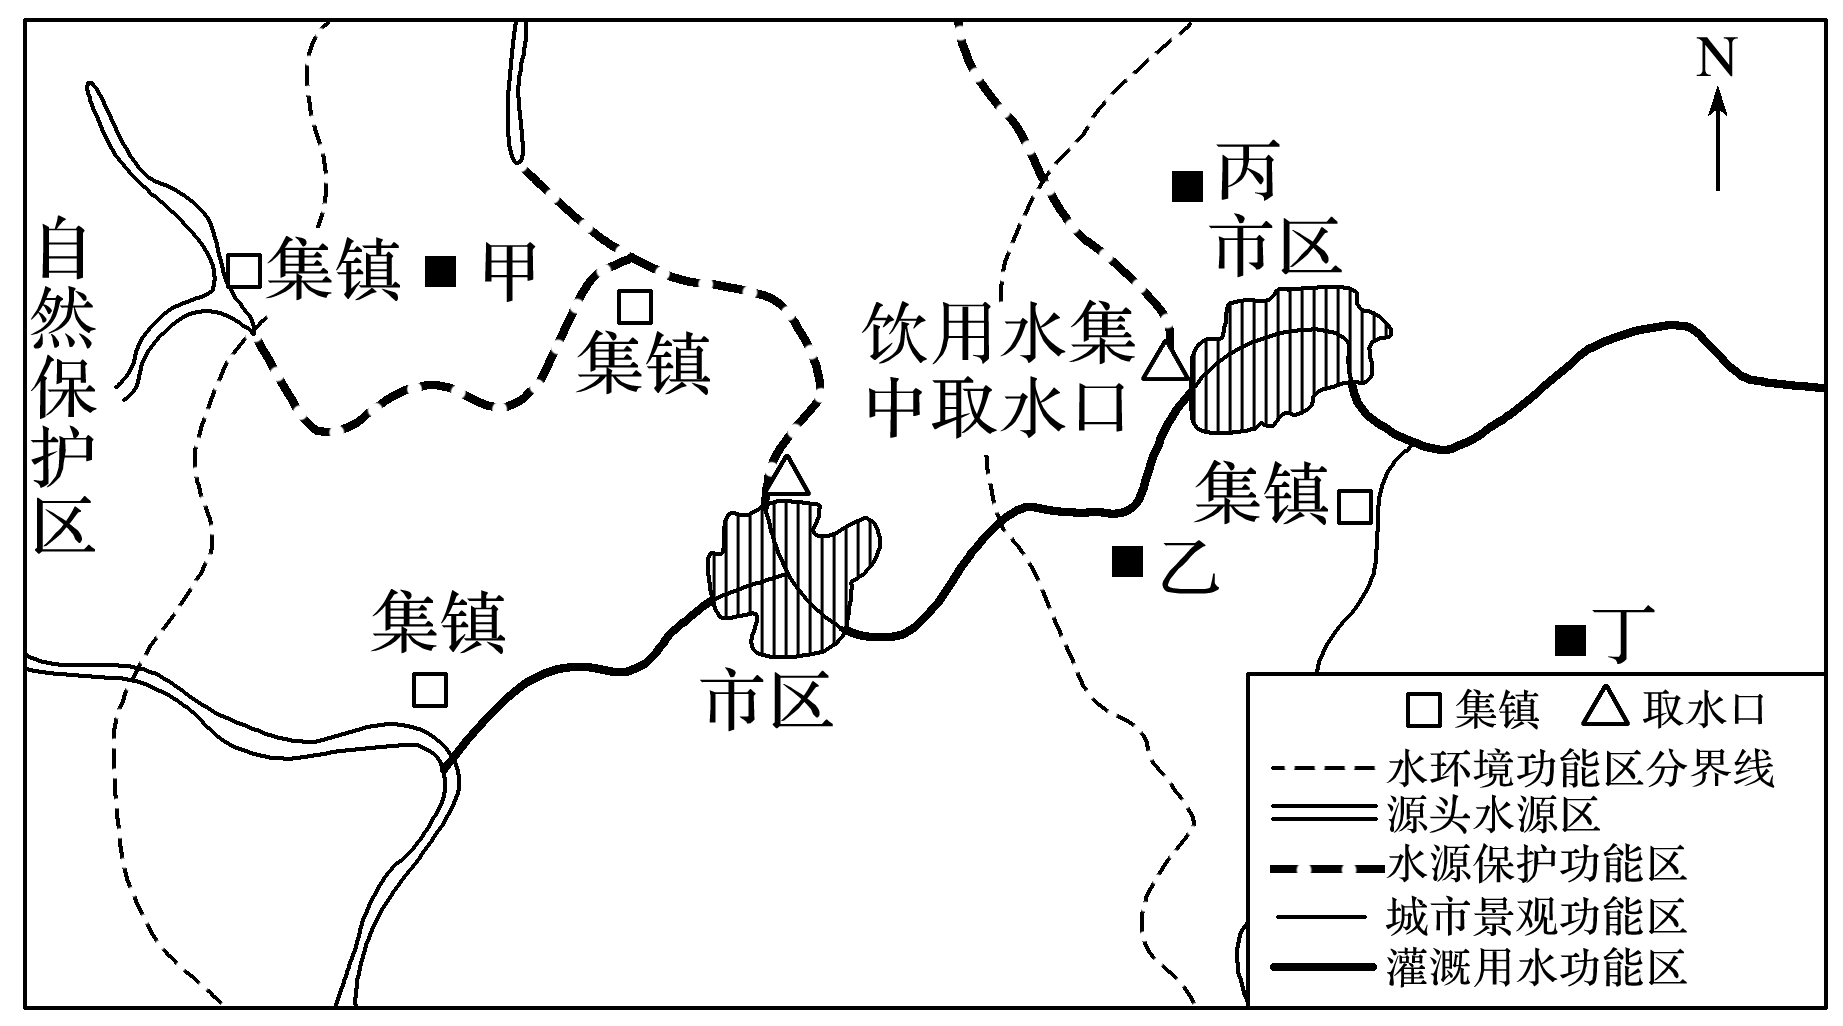 N
丙
市区
自然保护区
集镇
甲
集镇
饮用水集
中取水口
集镇
乙
集镇
丁
市区
集镇
取水口
水环境功能区分界线
源头水源区
水源保护功能区
城市景观功能区
灌溉用水功能区